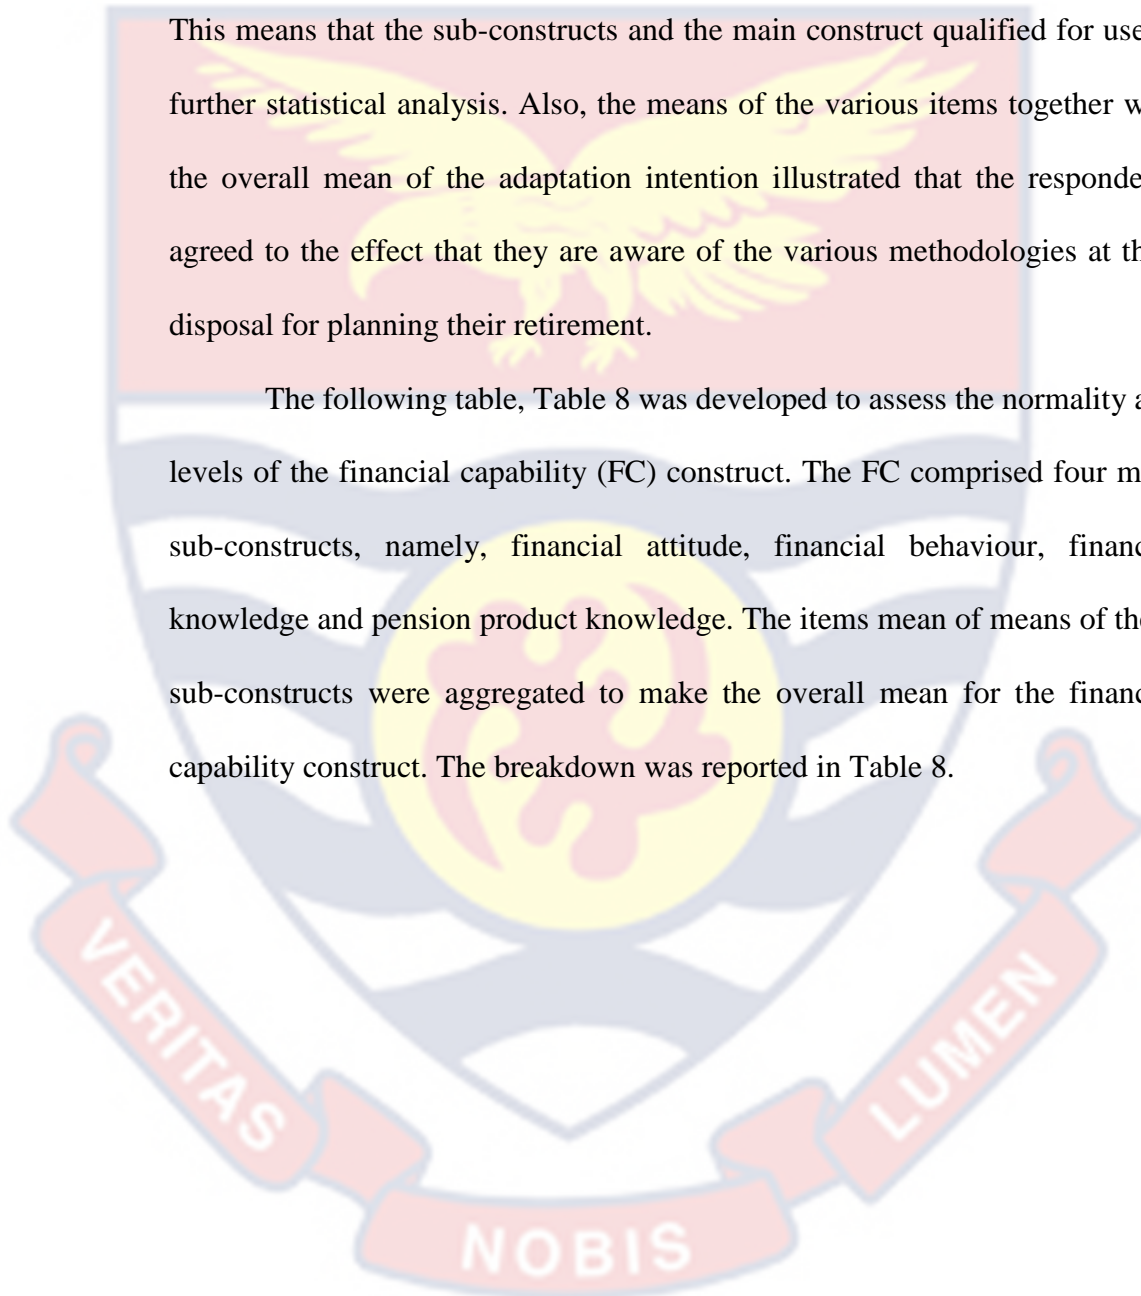 This means that the sub-constructs and the main construct qualified for use
further statistical analysis. Also, the means of the various items together w
the overall mean of the adaptation intention illustrated that the responde
agreed to the effect that they are aware of the various methodologies at th
disposal for planning their retirement.
The following table, Table 8 was developed to assess the normality a
levels of the financial capability (FC) construct. The FC comprised four m
sub-constructs, namely, financial attitude, financial behaviour, financ
knowledge and pension product knowledge. The items mean of means of the
sub-constructs were aggregated to make the overall mean for the financ
capability construct. The breakdown was reported in Table 8.
VERITAS
NOBIS
LUMEN